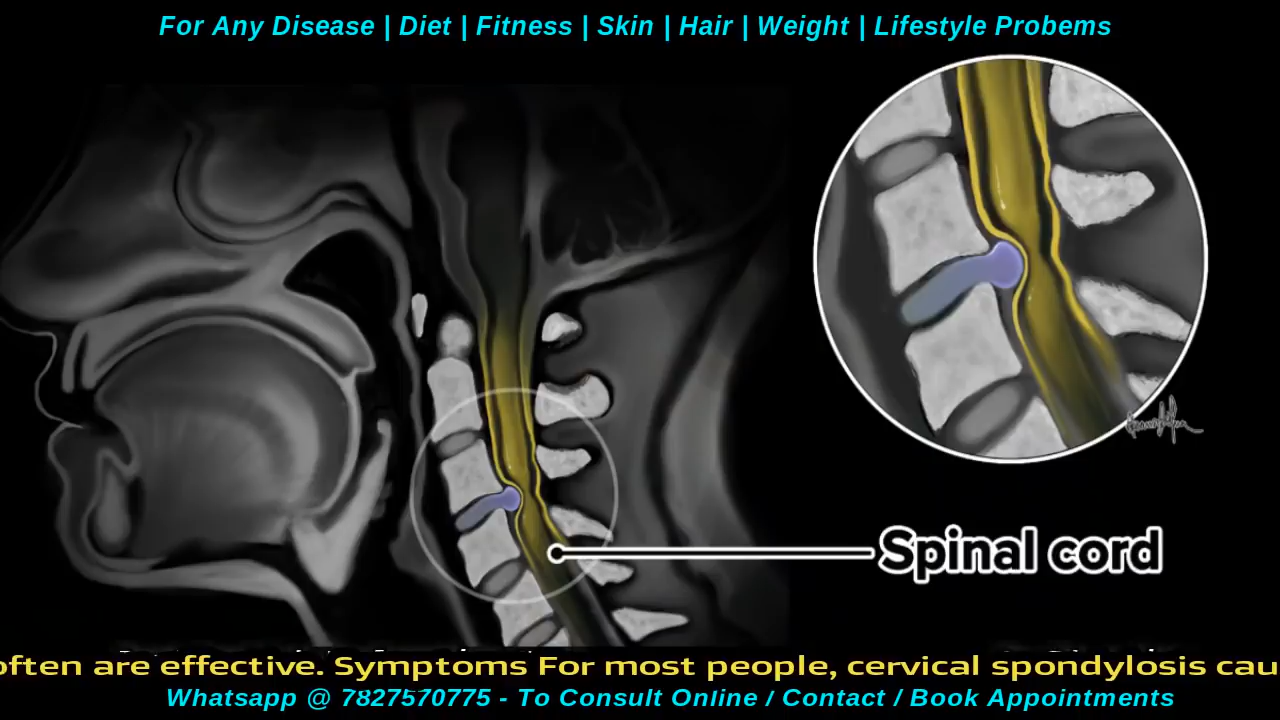 For Any Disease | Diet | Fitness | Skin | Hair | Weight | Lifestyle Probems
Spinal cord
often are effective. Symptoms For most people, cervical spondylosis cau
Whatsapp @ 7827570775 - To Consult Online / Contact / Book Appointments